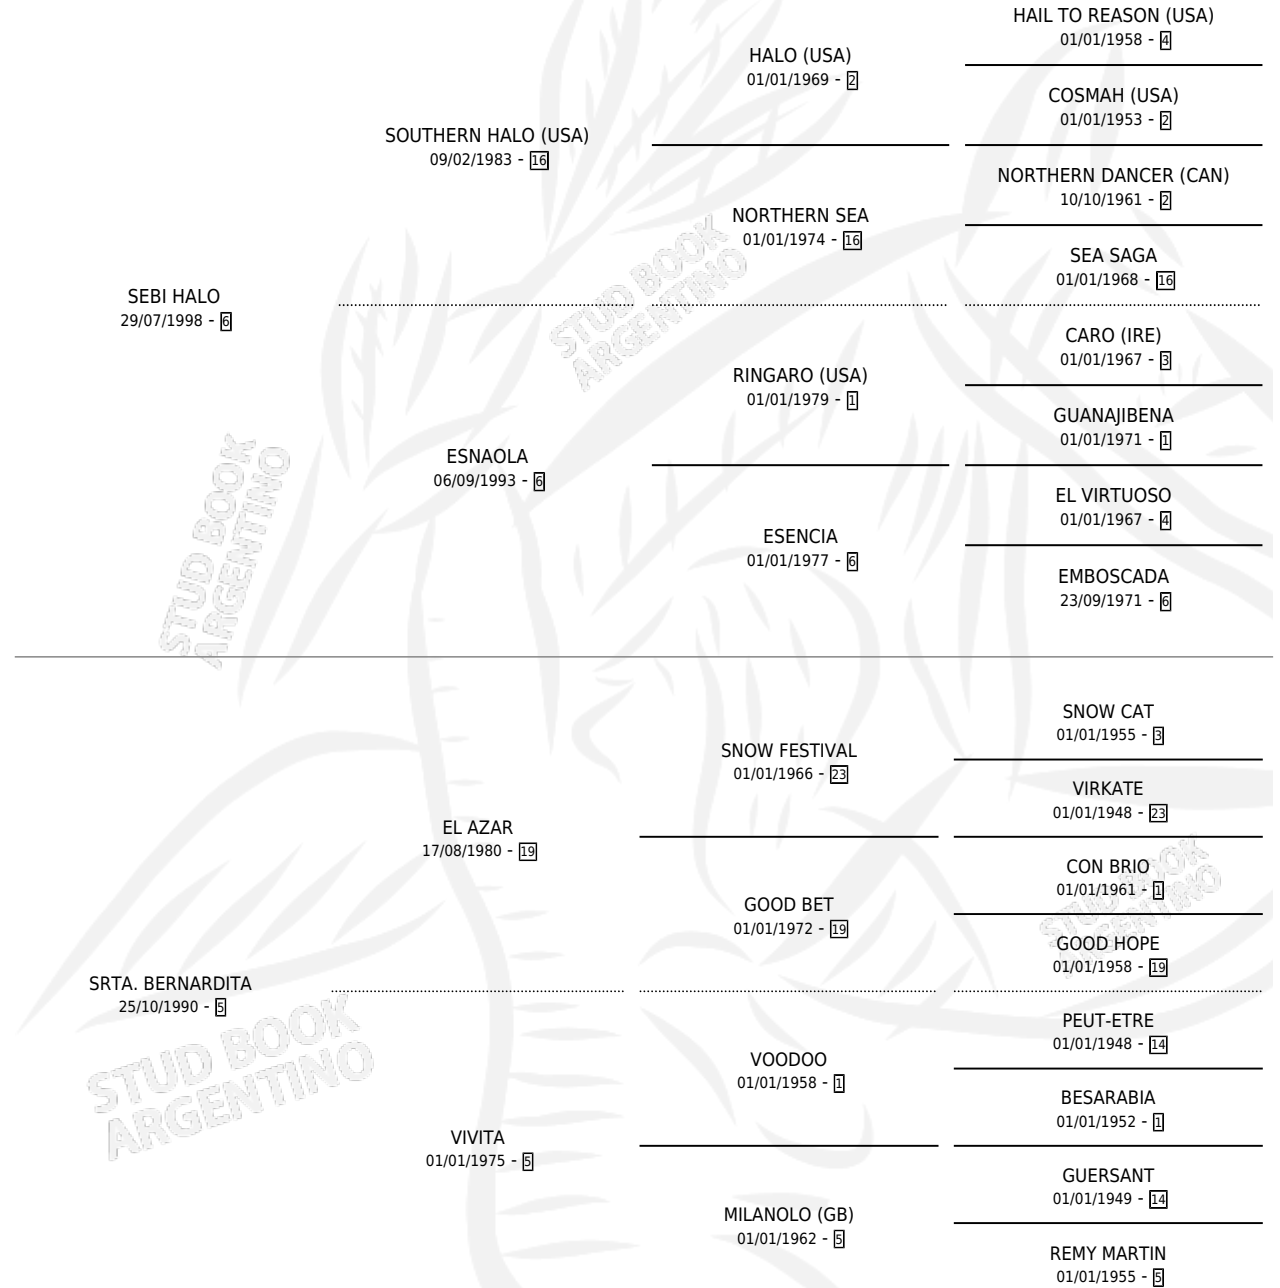 HAIL TO REASON (USA)
01/01/1958 - 4
HALO (USA)
01/01/1969 - 2
COSMAH (USA)
01/01/1953 - 2
SOUTHERN HALO (USA)
09/02/1983 - 16
NORTHERN DANCER (CAN)
10/10/1961 - 2
NORTHERN SEA
01/01/1974 - 16
SEA SAGA
01/01/1968 - 16
SEBI HALO
29/07/1998 - 6
STUD BOOK
ARGENTINO
CARO (IRE)
01/01/1967 - 3
RINGARO (USA)
01/01/1979 - 1
GUANAJIBENA
01/01/1971 - 1
ESNAOLA
06/09/1993 - 6
EL VIRTUOSO
01/01/1967 - 4
ESENCIA
01/01/1977 - 6
EMBOSCADA
23/09/1971 - 6
STUD BOOK
ARGENTINO
SNOW CAT
01/01/1955 - 3
SNOW FESTIVAL
01/01/1966 - 23
VIRKATE
01/01/1948 - 23
EL AZAR
17/08/1980 - 19
CON BRIO
01/01/1961 - 1
STUD BOOK
ARGENTINO
GOOD BET
01/01/1972 - 19
GOOD HOPE
01/01/1958 - 19
SRTA. BERNARDITA
25/10/1990 - 5
STUD BOOK
ARGENTINO
PEUT-ETRE
01/01/1948 - 14
VOODOO
01/01/1958 - 1
BESARABIA
01/01/1952 - 1
VIVITA
01/01/1975 - 5
GUERSANT
01/01/1949 - 14
MILANOLO (GB)
01/01/1962 - 5
REMY MARTIN
01/01/1955 - 5